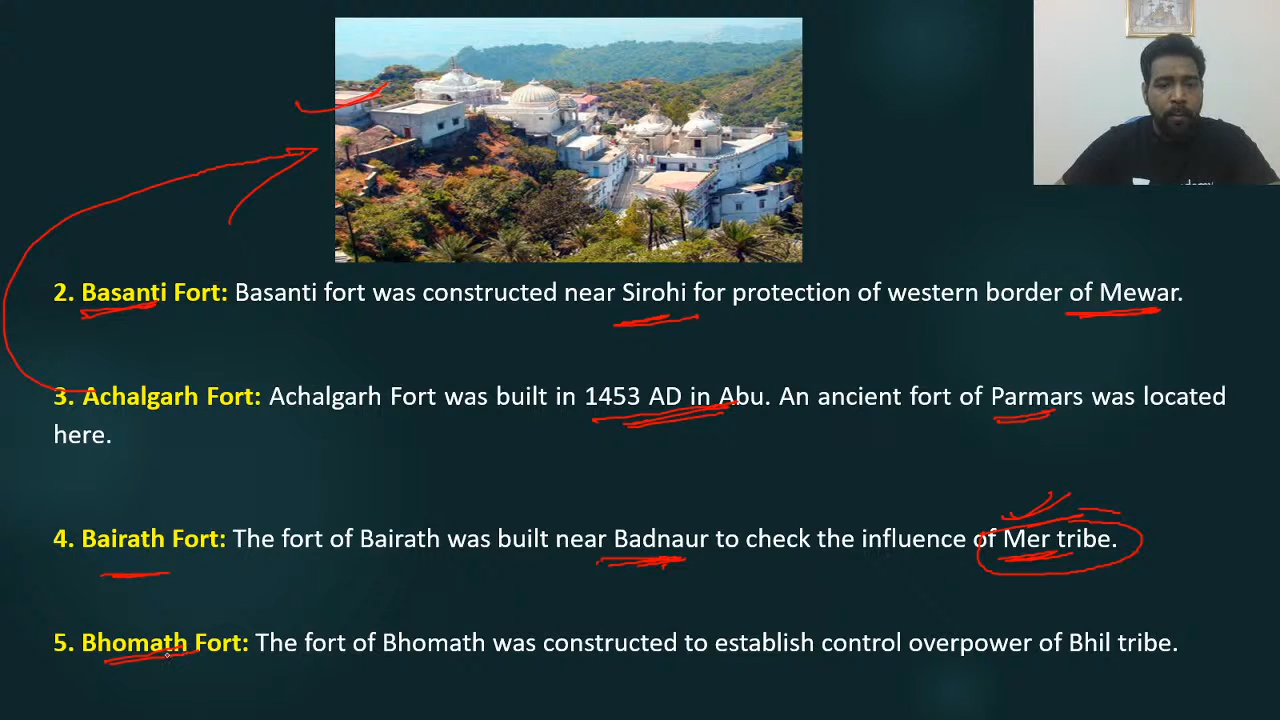 2. Basanti Fort: Basanti fort was constructed near Sirohi for protection of western border of Mewar.
3. Achalgarh Fort: Achalgarh Fort was built in 1453 AD in Abu. An ancient fort of Parmars was located
here.
4. Bairath Fort: The fort of Bairath was built near Badnaur to check the influence of Mer tribe.
5. Bhomath Fort: The fort of Bhomath was constructed to establish control overpower of Bhil tribe.